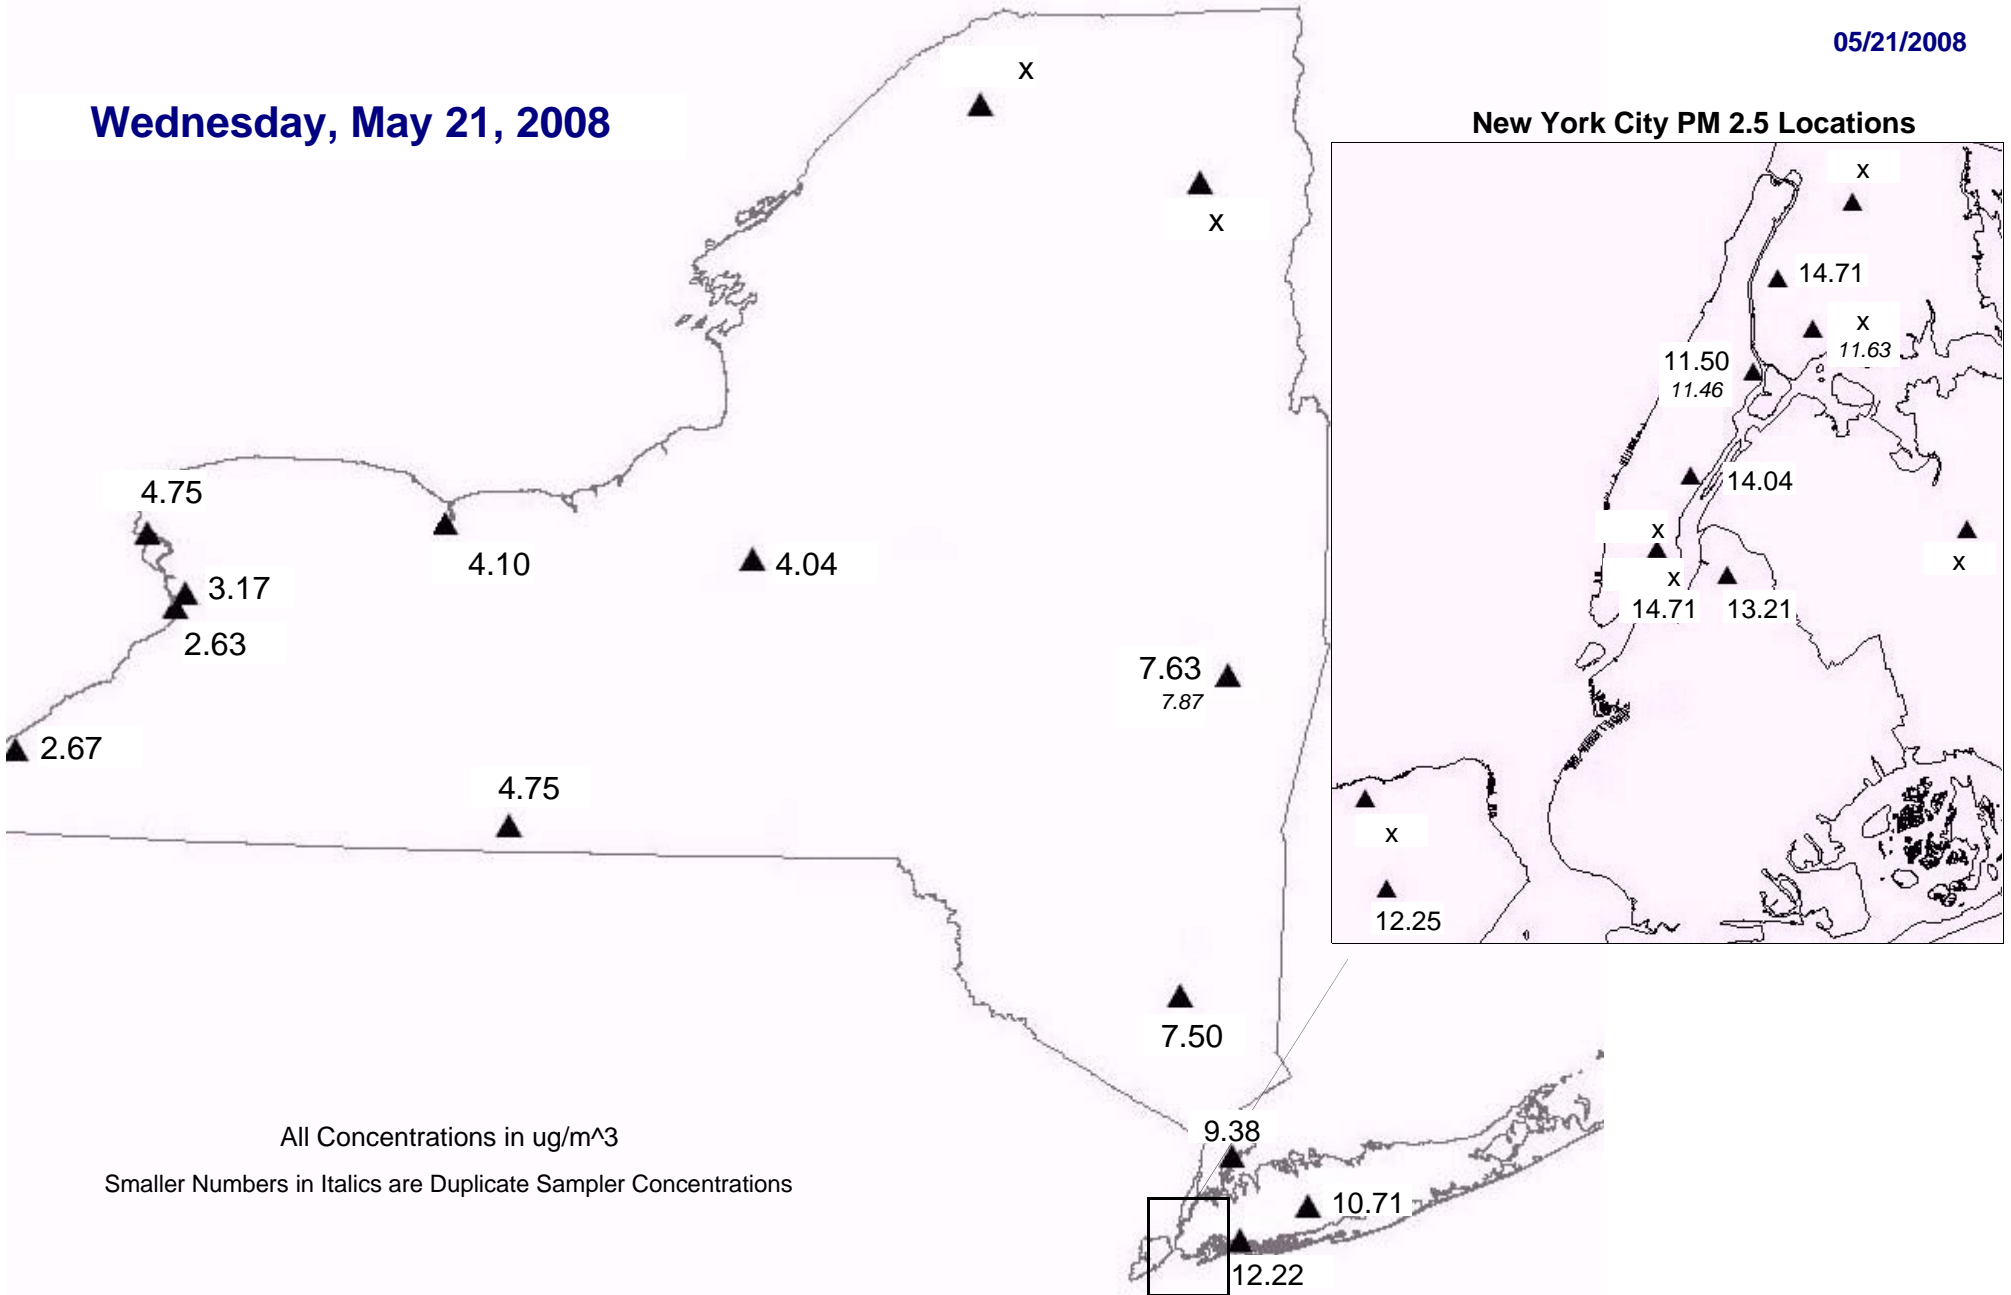 05/21/2008
Wednesday, May 21, 2008
New York City PM 2.5 Locations
x
x
x
14.71
x
11.63
11.50
11.46
14.04
x
x
x
14.71
13.21
x
12.25
4.75
4.10
4.04
3.17
2.63
7.63
7.87
2.67
4.75
7.50
9.38
10.71
12.22
All Concentrations in ug/m^3
Smaller Numbers in Italics are Duplicate Sampler Concentrations